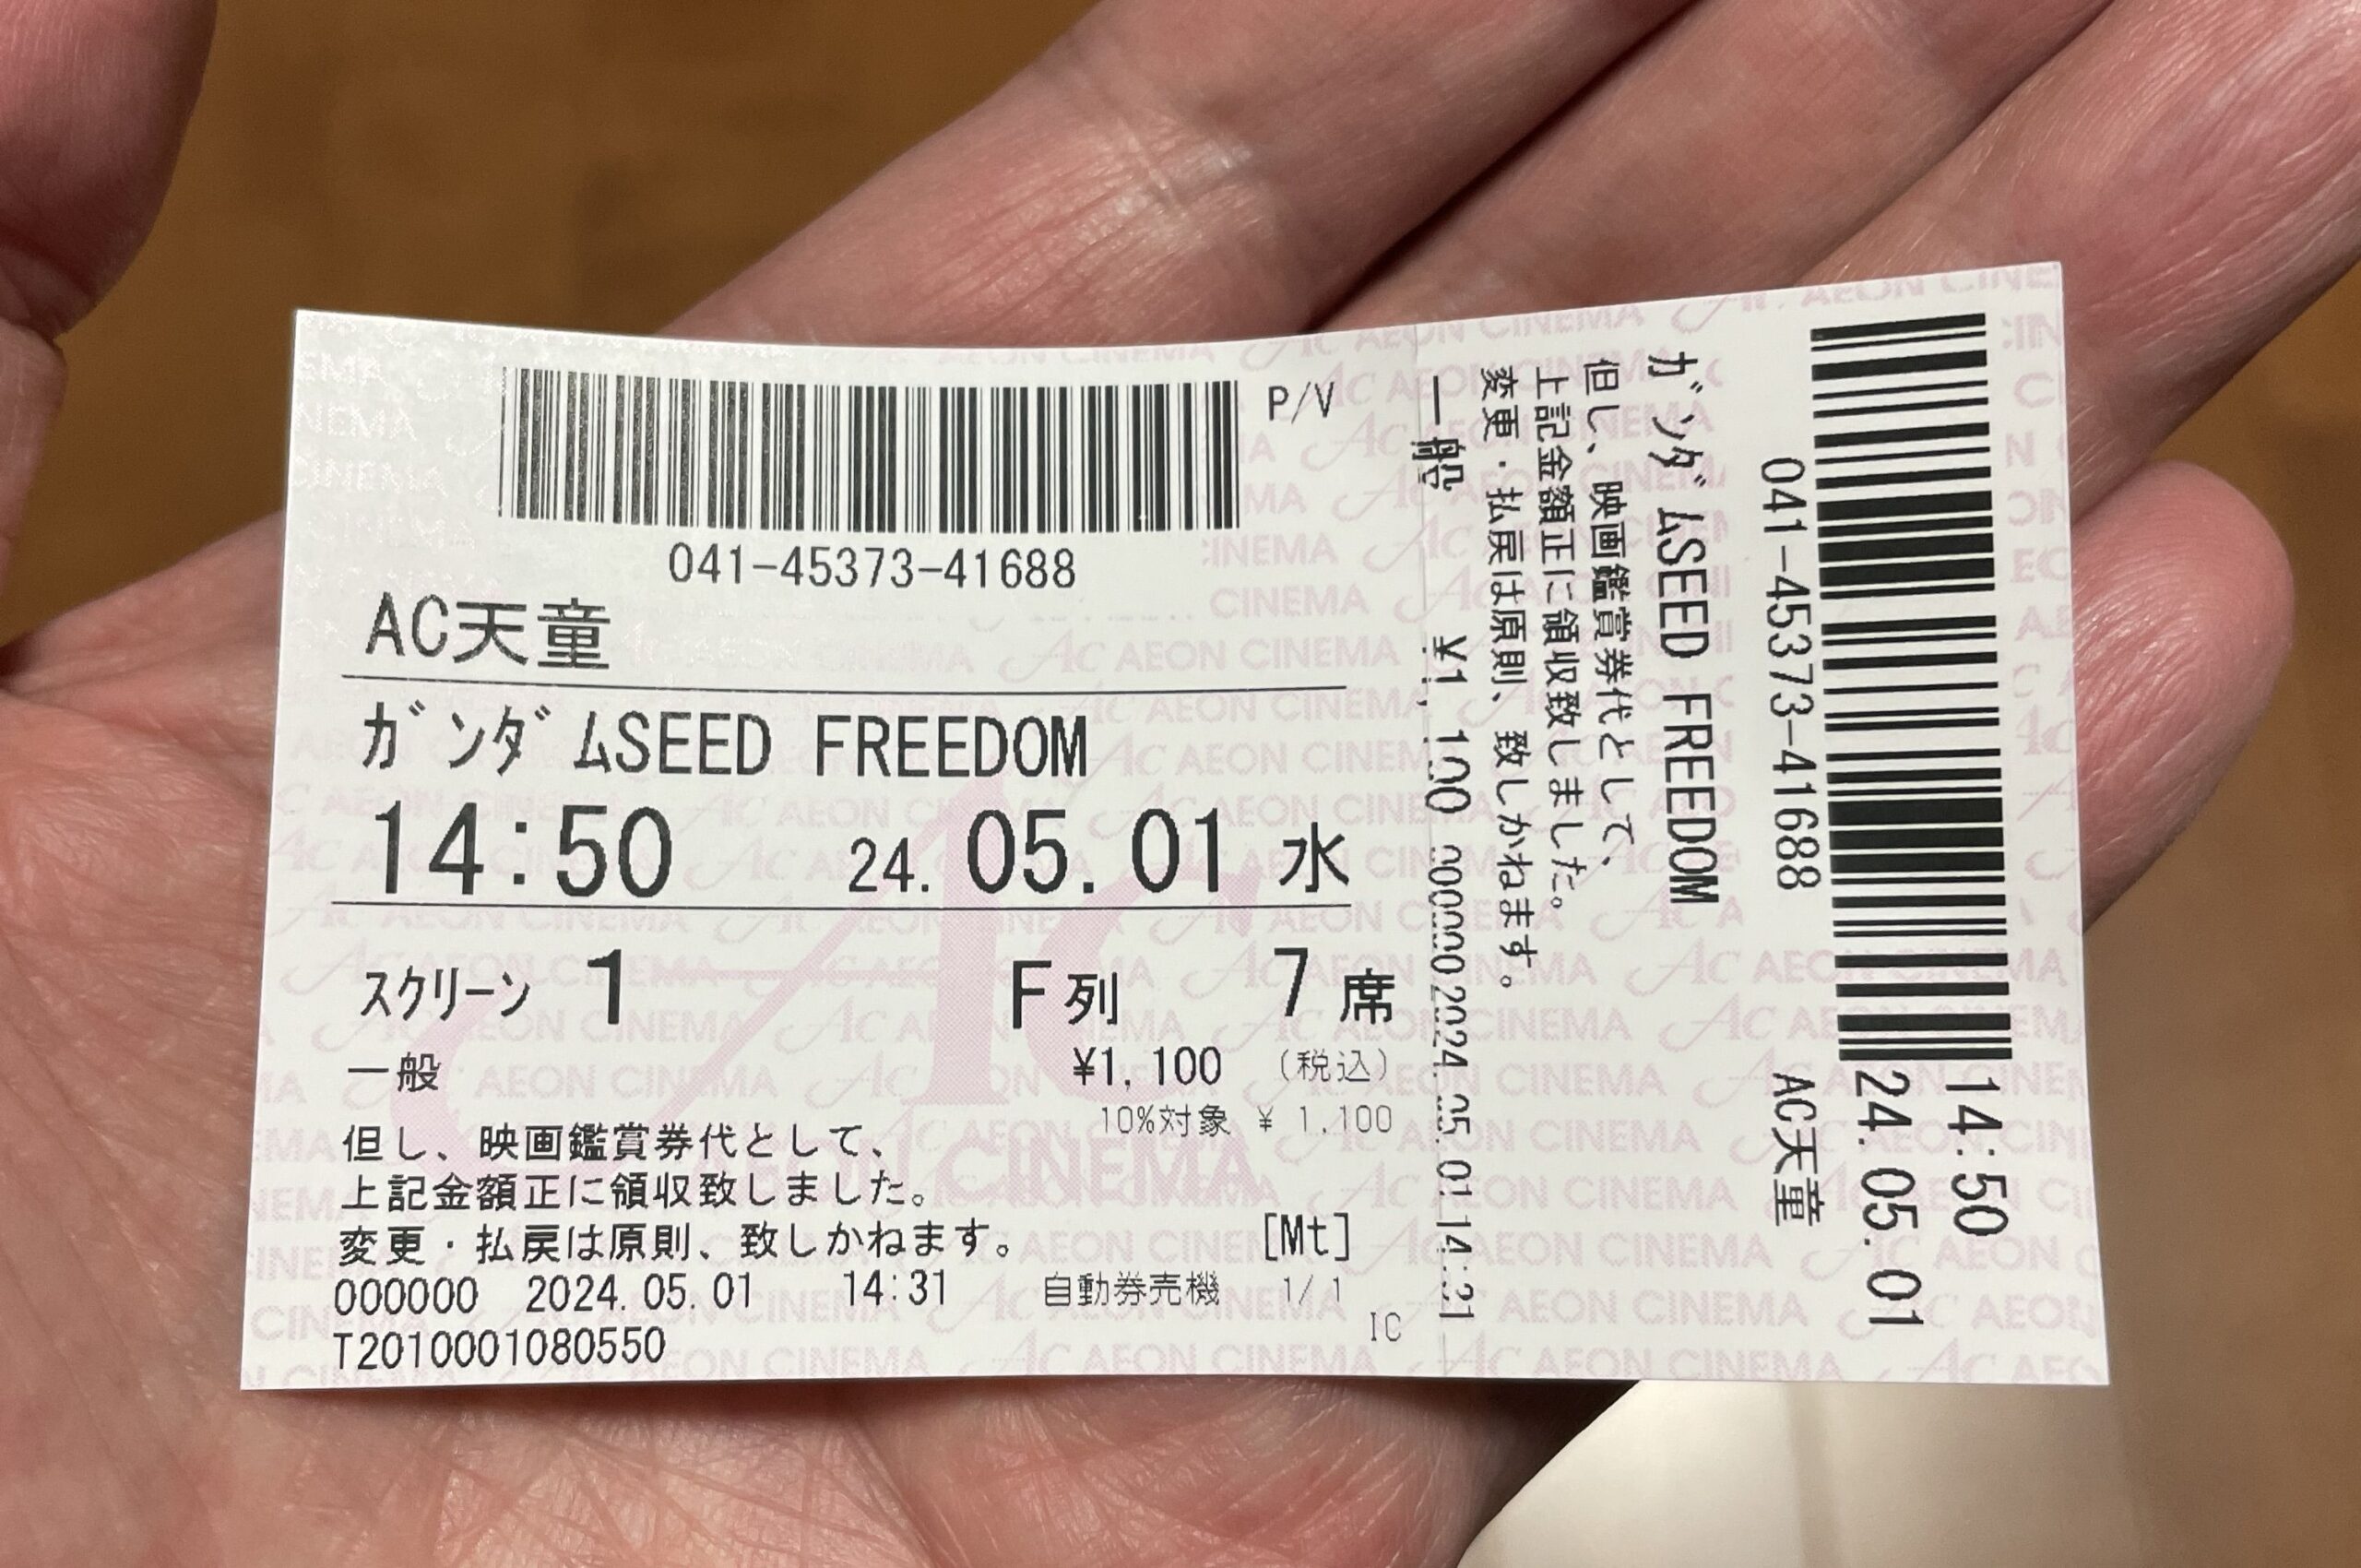 P/V
041-45373-41688
AC天童
ガンダムSEED FREEDOM
14:50 24.05.01 水
スクリーン 1 F列 7席
一般 ¥1,100 (税込)
10%対象 ¥ 1,100
但し、映画鑑賞券代として、
上記金額正に領収致しました。
変更・払戻は原則、致しかねます。
[Mt]
000000 2024.05.01 14:31 自動券売機 1/1
IC
T2010001080550
AEON CINEMA
14:50
24.05.01
041-45373-41688 AC天童
ガンダムSEED FREEDOM
但し、映画鑑賞券代として、
上記金額正に領収致しました。
変更・払戻は原則、致しかねます。
一般 ¥1,100 000000 2024.05.01 14:31